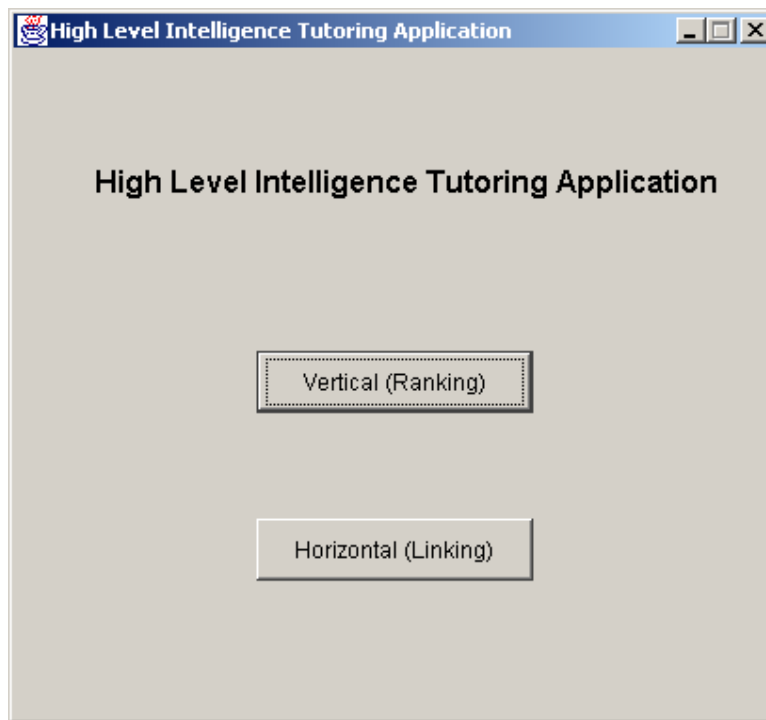 High Level Intelligence Tutoring Application
High Level Intelligence Tutoring Application
Vertical (Ranking)
Horizontal (Linking)